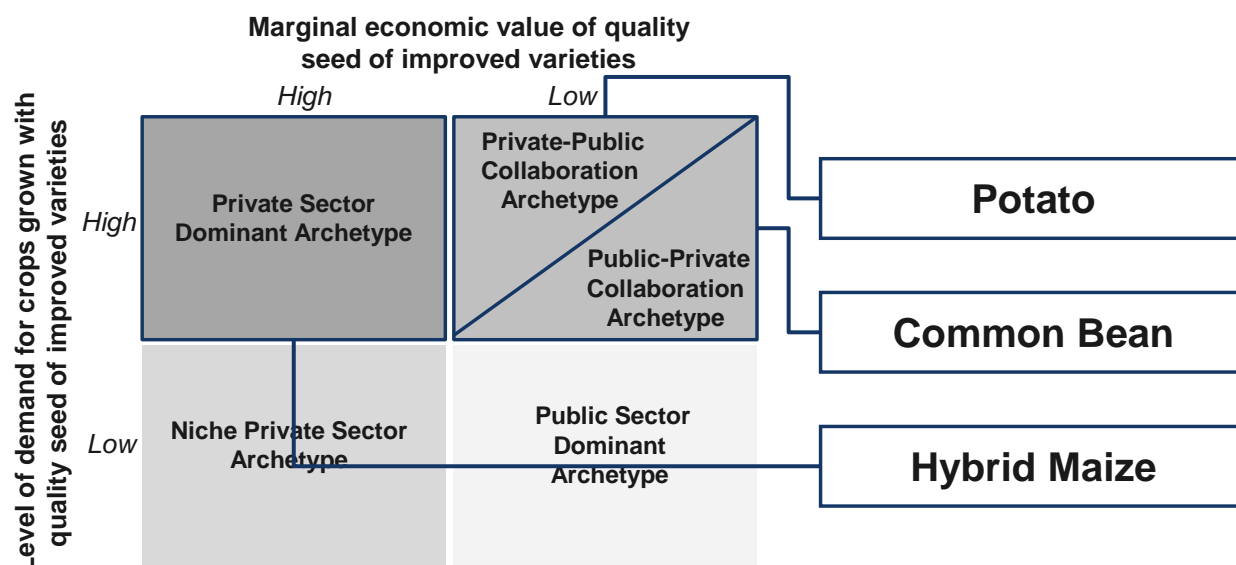 Marginal economic value of quality
seed of improved varieties
High
Low
Level of demand for crops grown with
quality seed of improved varieties
High
Private Sector
Dominant Archetype
Private-Public
Collaboration
Archetype
Public-Private
Collaboration
Archetype
Low
Niche Private Sector
Archetype
Public Sector
Dominant
Archetype
Potato
Common Bean
Hybrid Maize